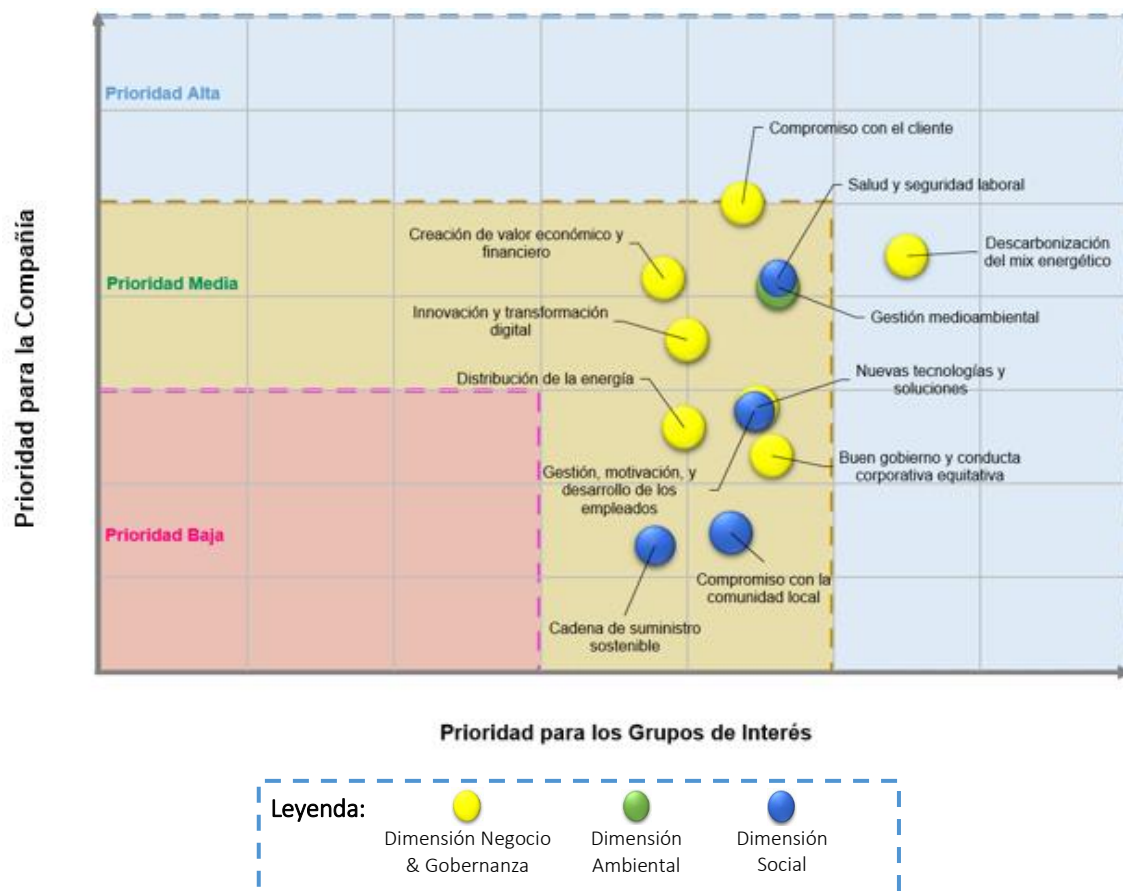 Prioridad Alta
Compromiso con el cliente
Salud y seguridad laboral
Creación de valor económico y
financiero
Descarbonización
del mix energético
Prioridad Media
Innovación y transformación
digital
Gestión medioambiental
Distribución de la energía
Nuevas tecnologías y
soluciones
Buen gobierno y conducta
corporativa equitativa
Gestión, motivación, y
desarrollo de los
empleados
Prioridad Baja
Compromiso con la
comunidad local
Cadena de suministro
sostenible
Prioridad para la Compañía
Prioridad para los Grupos de Interés
Leyenda:
Dimensión Negocio
& Gobernanza
Dimensión
Ambiental
Dimensión
Social